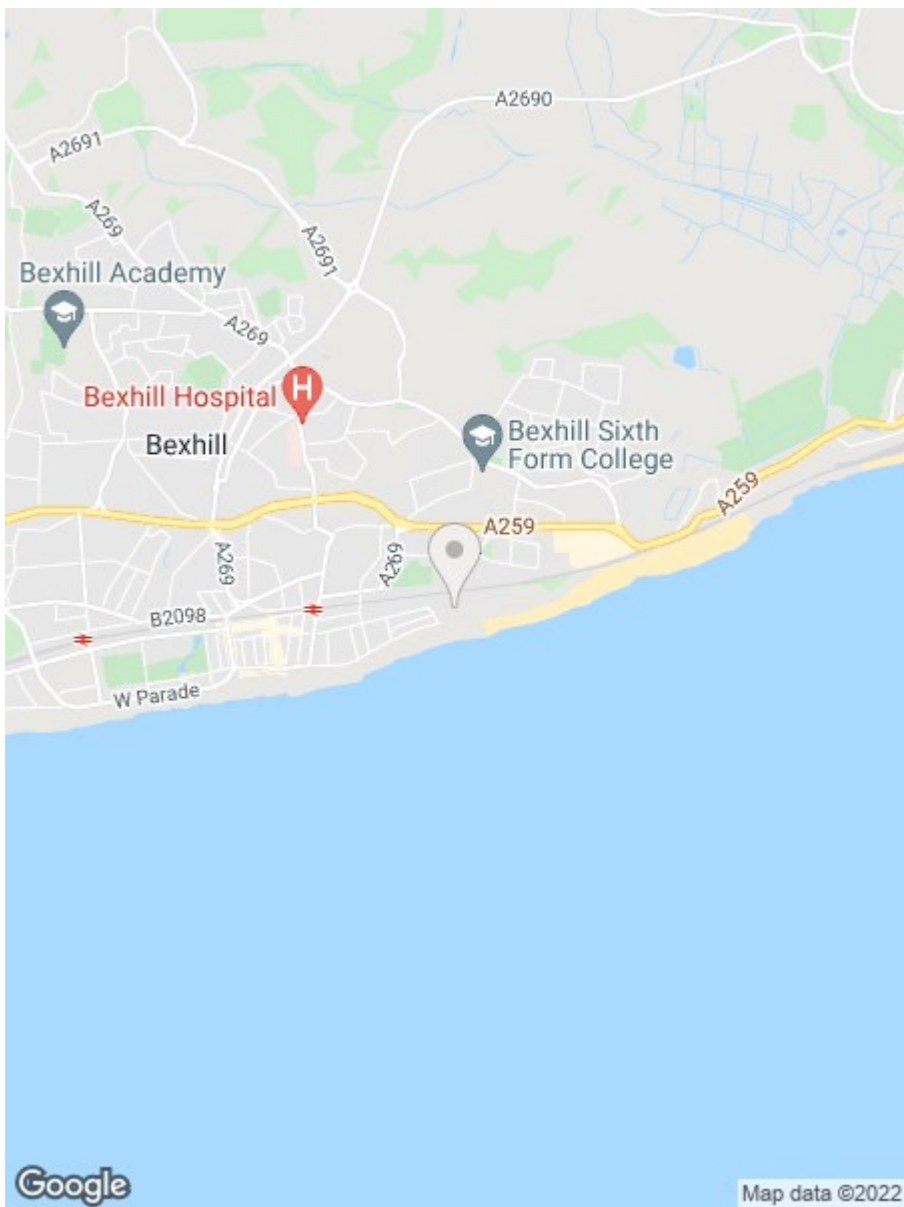 A2690
A2691
A269
A2691
Bexhill Academy
A269
Bexhill Hospital
H
Bexhill
Bexhill Sixth
Form College
A259
A259
A269
A269
B2098
W Parade
Google
Map data ©2022